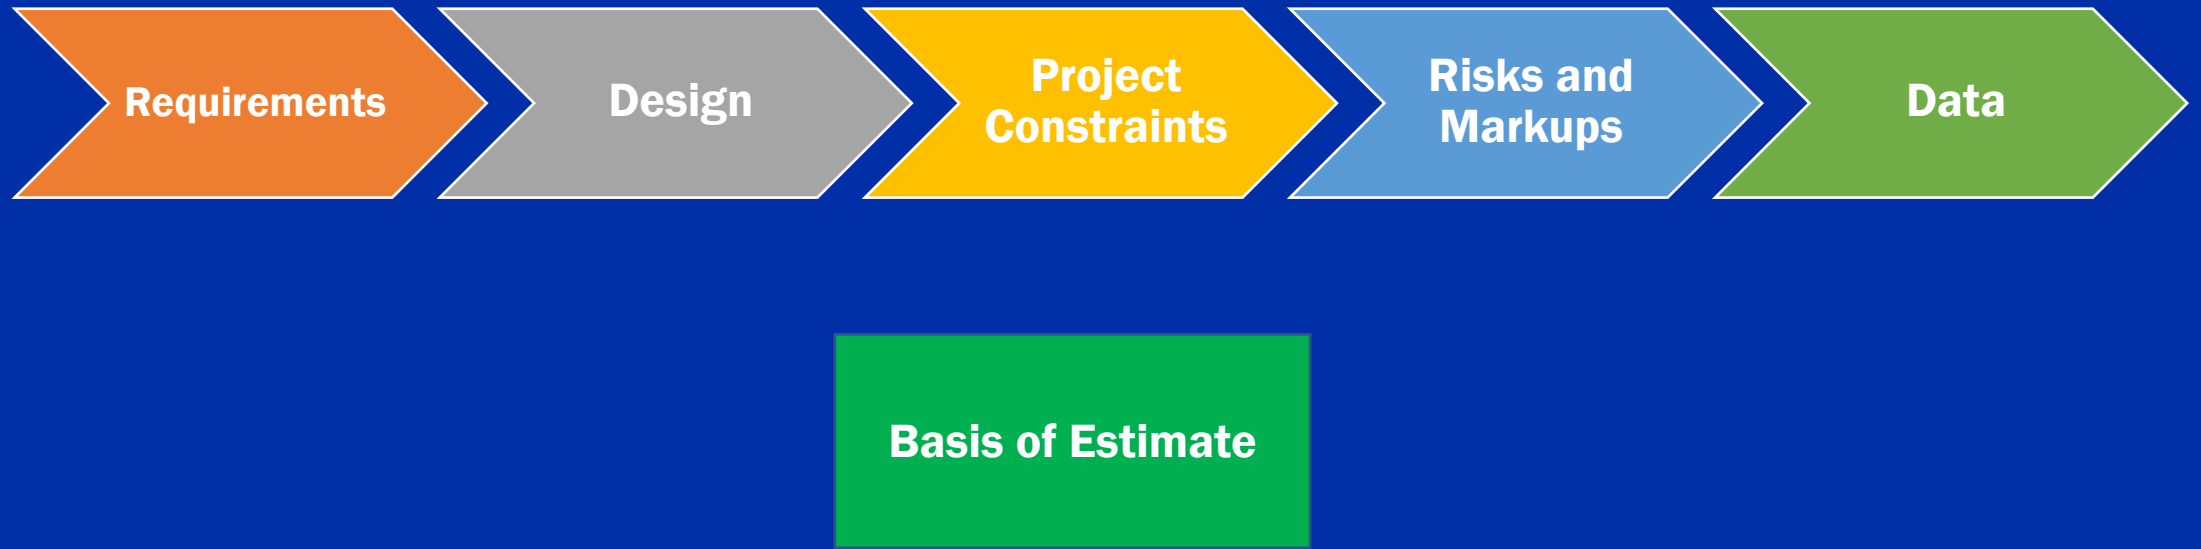 Requirements
Design
Project
Constraints
Risks and
Markups
Data
Basis of Estimate